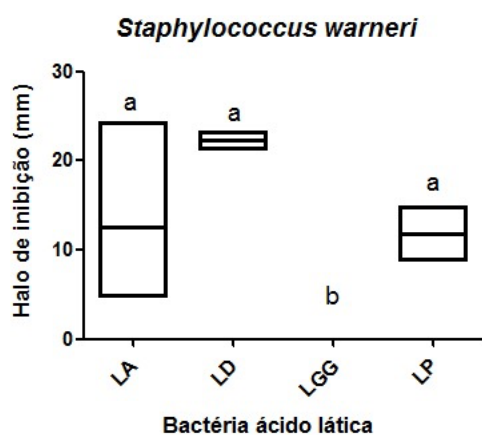 Staphylococcus warneri
Halo de inibição (mm)
30
20
10
0
a
a
b
a
LA
LD
LGG
LP
Bactéria ácido lática